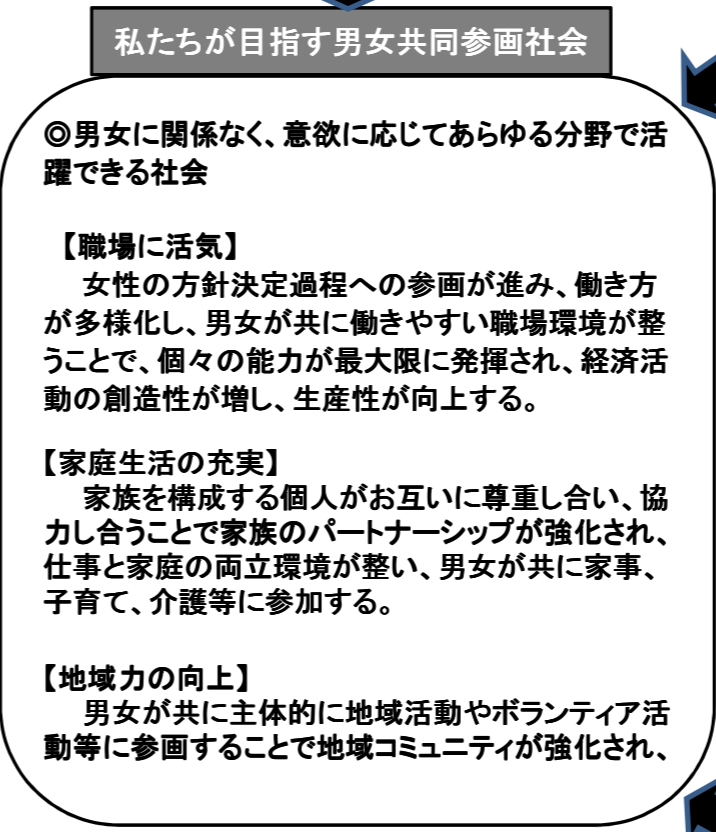 私たちが目指す男女共同参画社会
◎男女に関係なく、意欲に応じてあらゆる分野で活
躍できる社会
【職場に活気】
女性の方針決定過程への参画が進み、働き方
が多様化し、男女が共に働きやすい職場環境が整
うことで、個々の能力が最大限に発揮され、経済活
動の創造性が増し、生産性が向上する。
【家庭生活の充実】
家族を構成する個人がお互いに尊重し合い、協
力し合うことで家族のパートナーシップが強化され、
仕事と家庭の両立環境が整い、男女が共に家事、
子育て、介護等に参加する。
【地域力の向上】
男女が共に主体的に地域活動やボランティア活
動等に参画することで地域コミュニティが強化され、